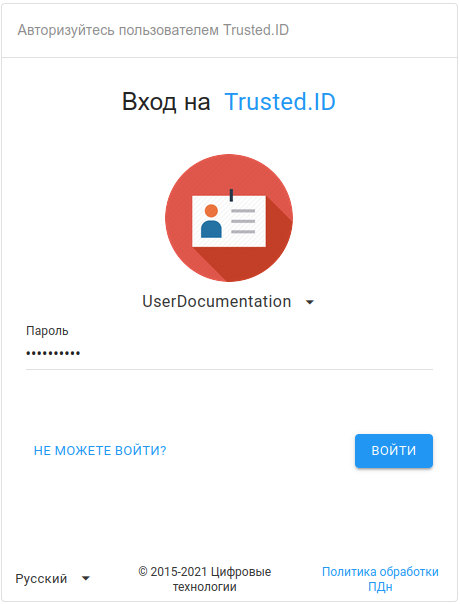 Авторизуйтесь пользователем Trusted.ID
Вход на Trusted.ID
UserDocumentation
Пароль
••••••••••
НЕ МОЖЕТЕ ВОЙТИ?
ВОЙТИ
Русский
© 2015-2021 Цифровые
технологии
Политика обработки
ПДн